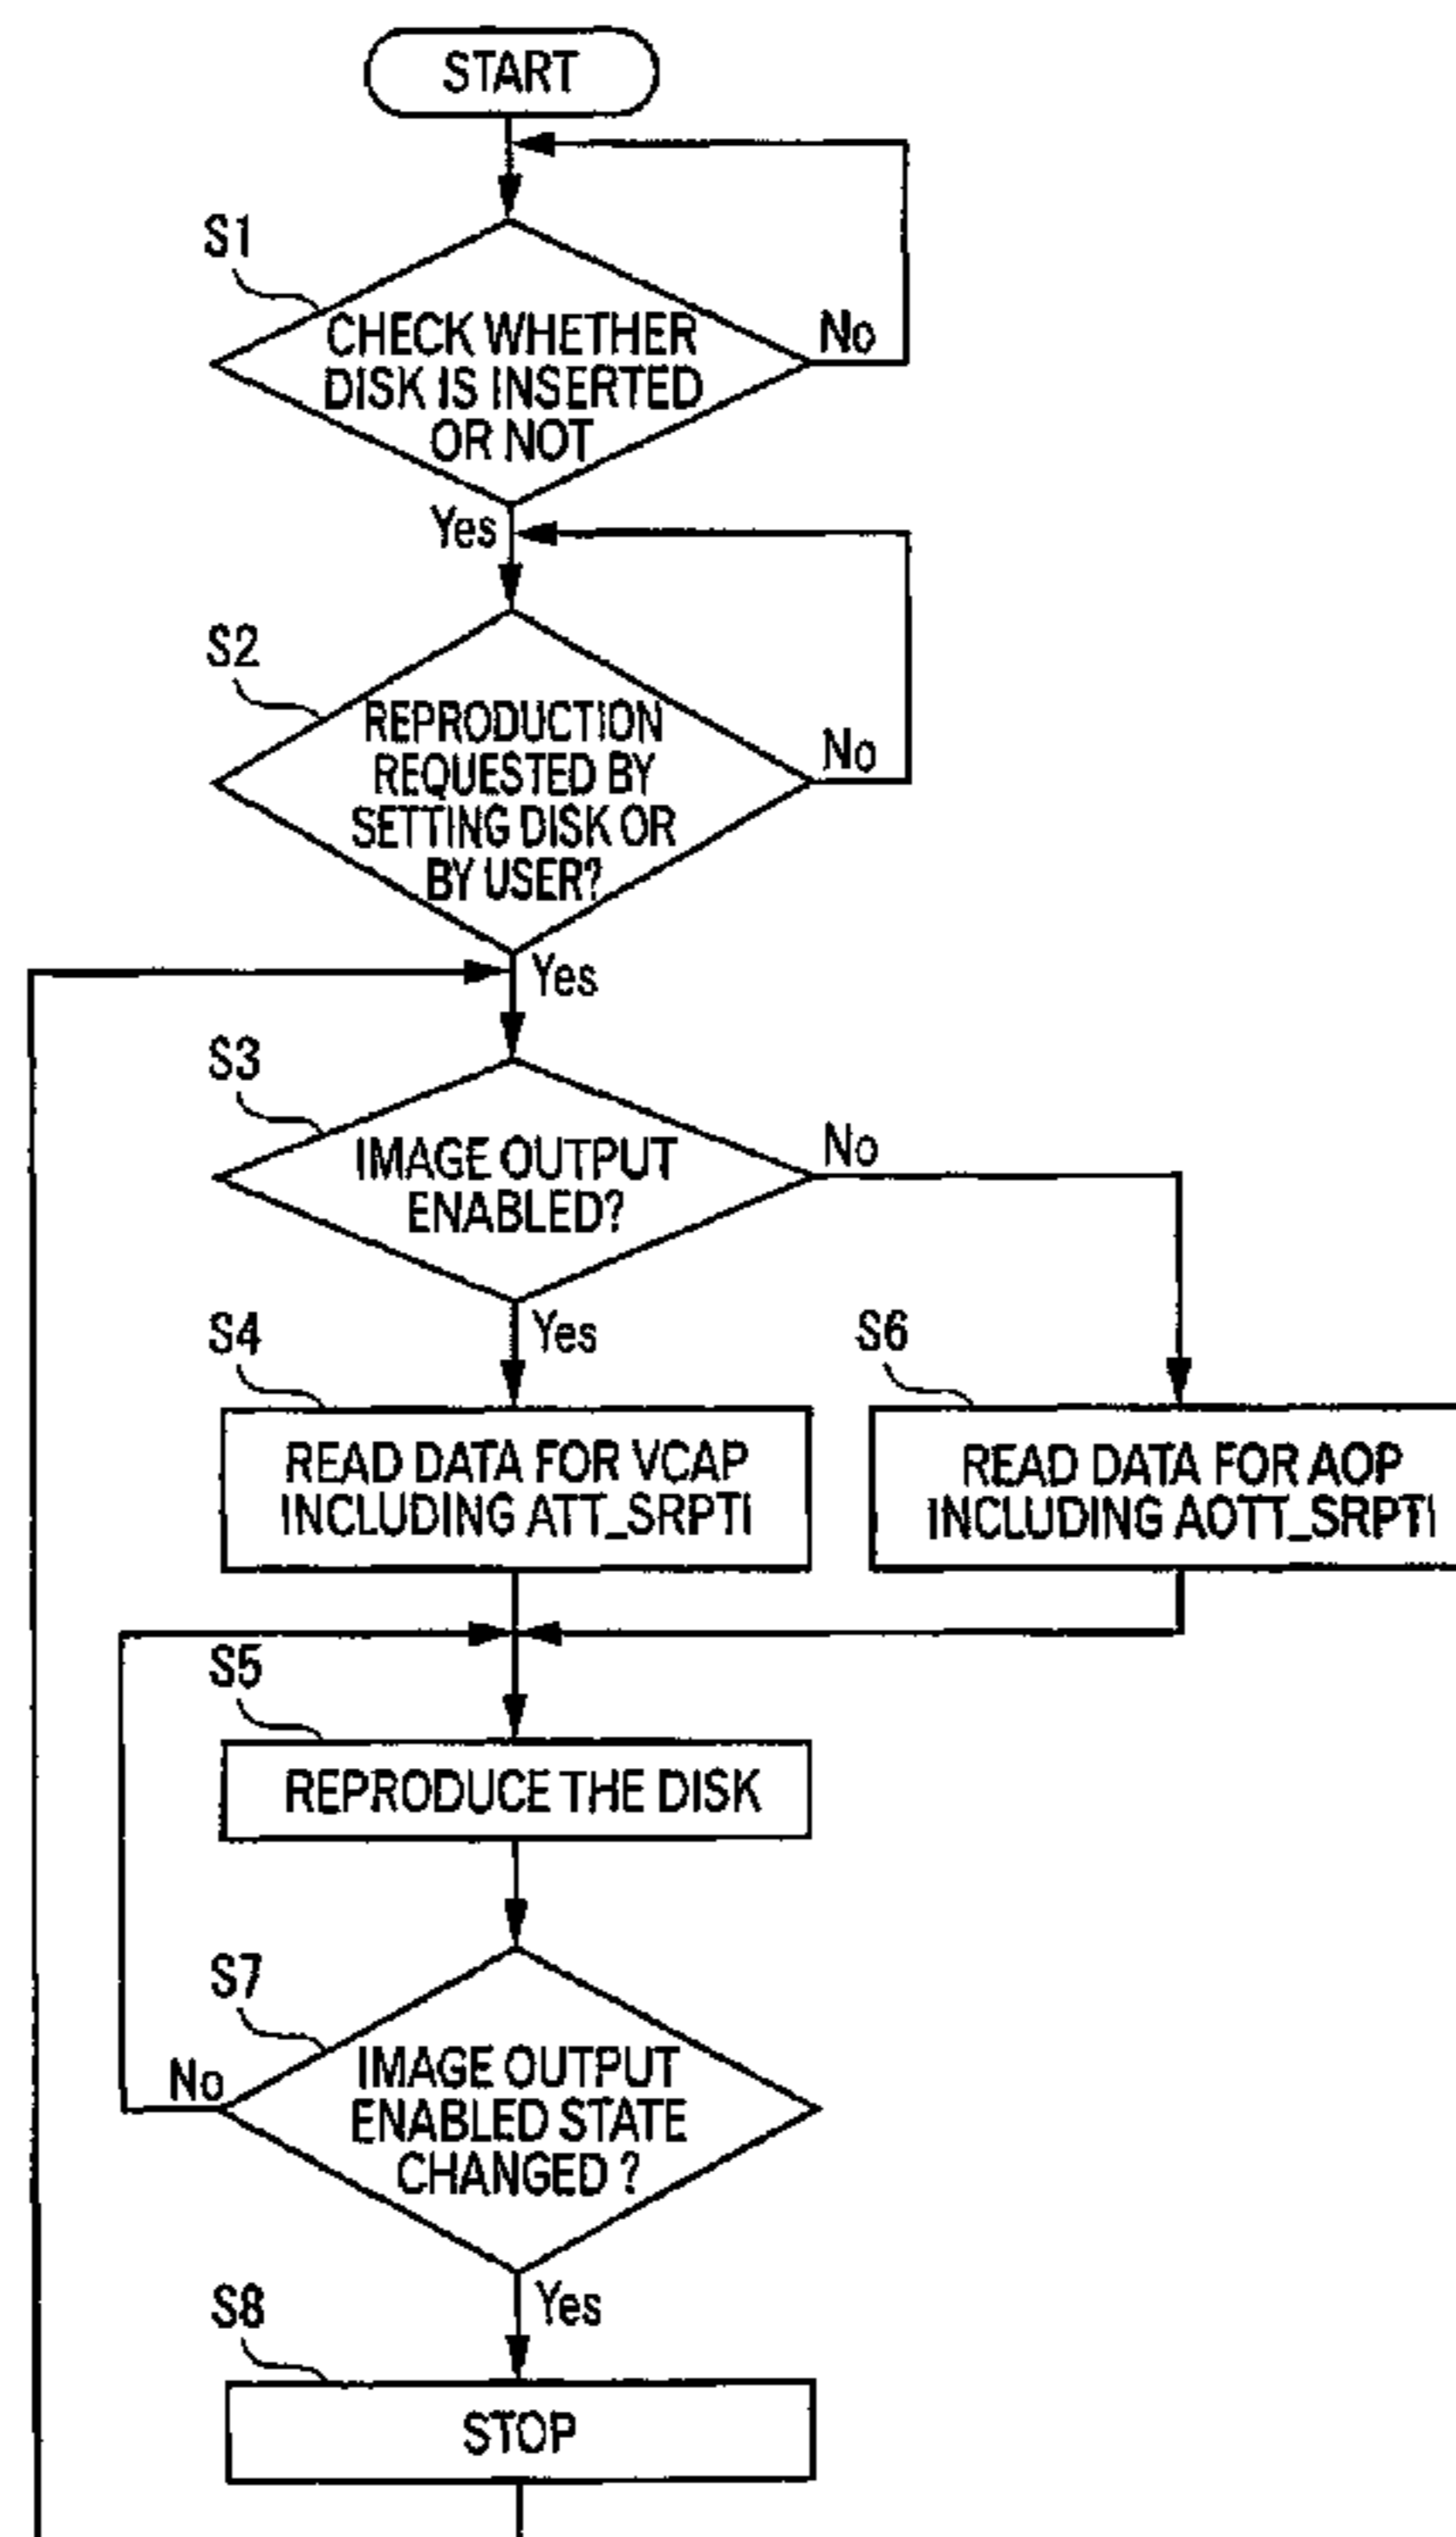 START
S1
CHECK WHETHER
DISK IS INSERTED
OR NOT
No
Yes
S2
REPRODUCTION
REQUESTED BY
SETTING DISK OR
BY USER?
No
Yes
S3
IMAGE OUTPUT
ENABLED?
No
Yes
S4
READ DATA FOR VCAP
INCLUDING ATT_SRPTI
S6
READ DATA FOR AOP
INCLUDING AOTT_SRPTI
S5
REPRODUCE THE DISK
S7
IMAGE OUTPUT
ENABLED STATE
CHANGED ?
No
Yes
S8
STOP